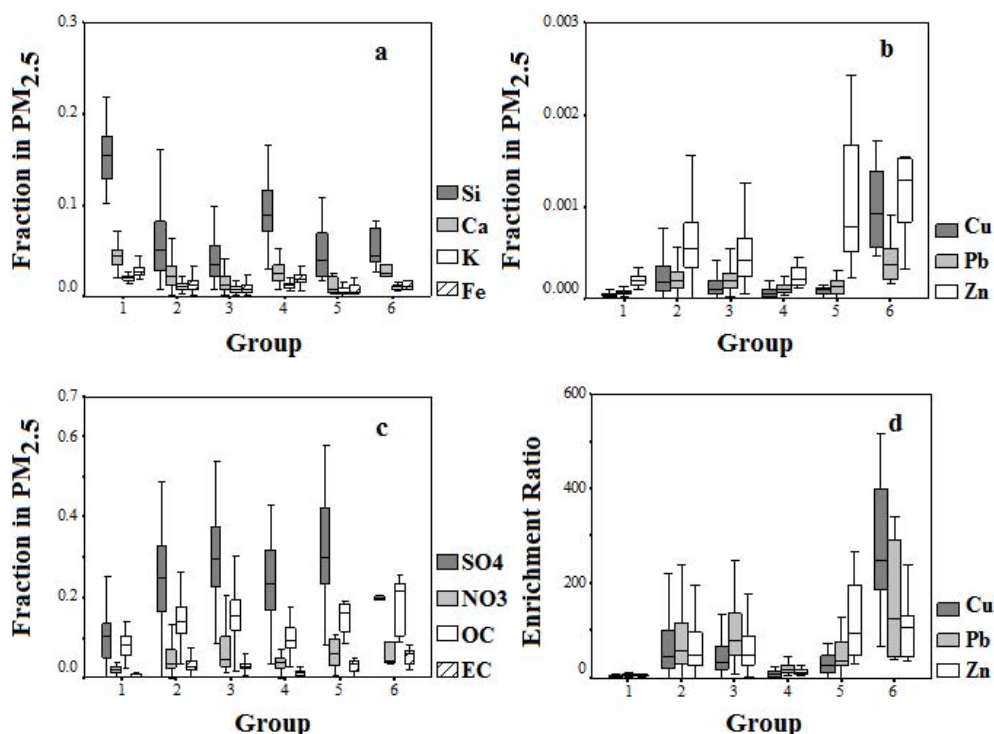 a
Fraction in PM2.5
0.3
0.2
0.1
0.0
1 2 3 4 5 6
Group
Si
Ca
K
Fe
b
Fraction in PM2.5
0.003
0.002
0.001
0.000
1 2 3 4 5 6
Group
Cu
Pb
Zn
c
Fraction in PM2.5
0.7
0.6
0.4
0.2
0.0
1 2 3 4 5 6
Group
SO4
NO3
OC
EC
d
Enrichment Ratio
600
400
200
0
1 2 3 4 5 6
Group
Cu
Pb
Zn